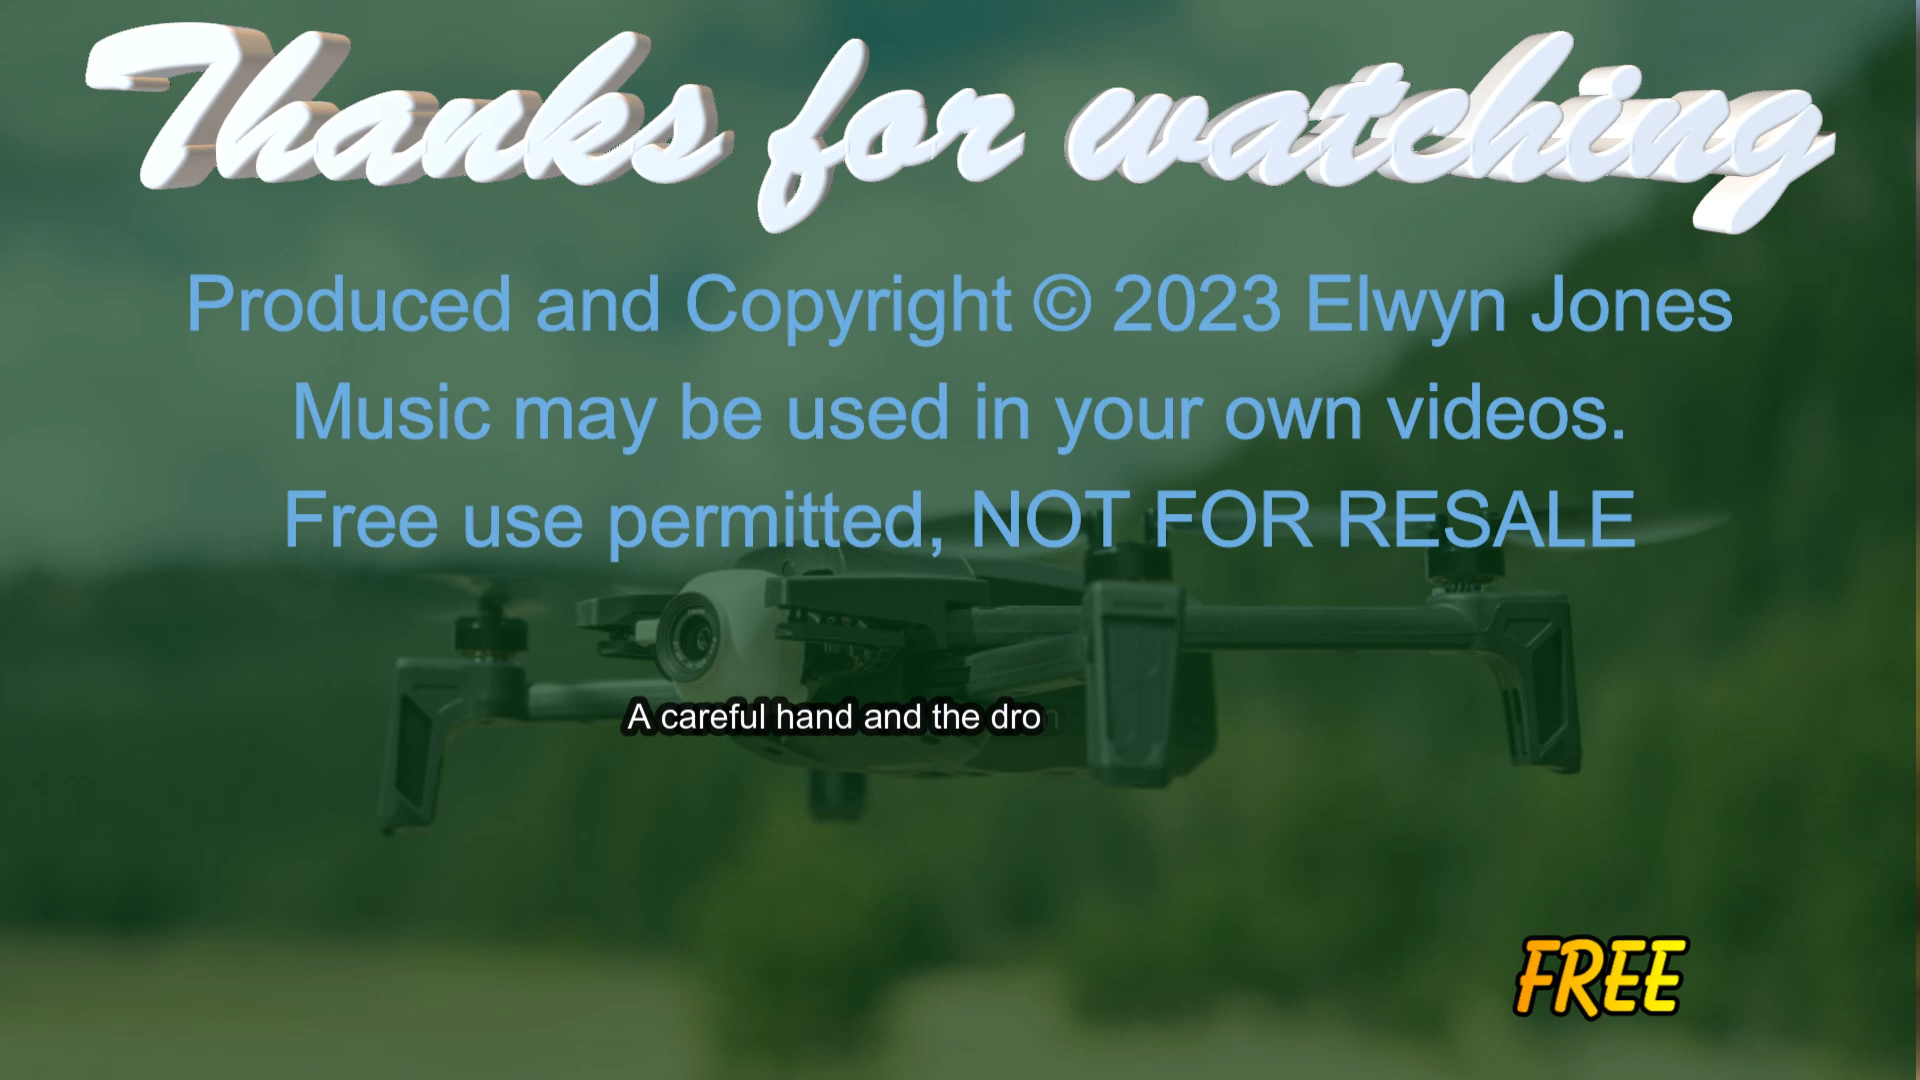 Thanks for watching
Produced and Copyright © 2023 Elwyn Jones
Music may be used in your own videos.
Free use permitted, NOT FOR RESALE
A careful hand and the dron
FREE